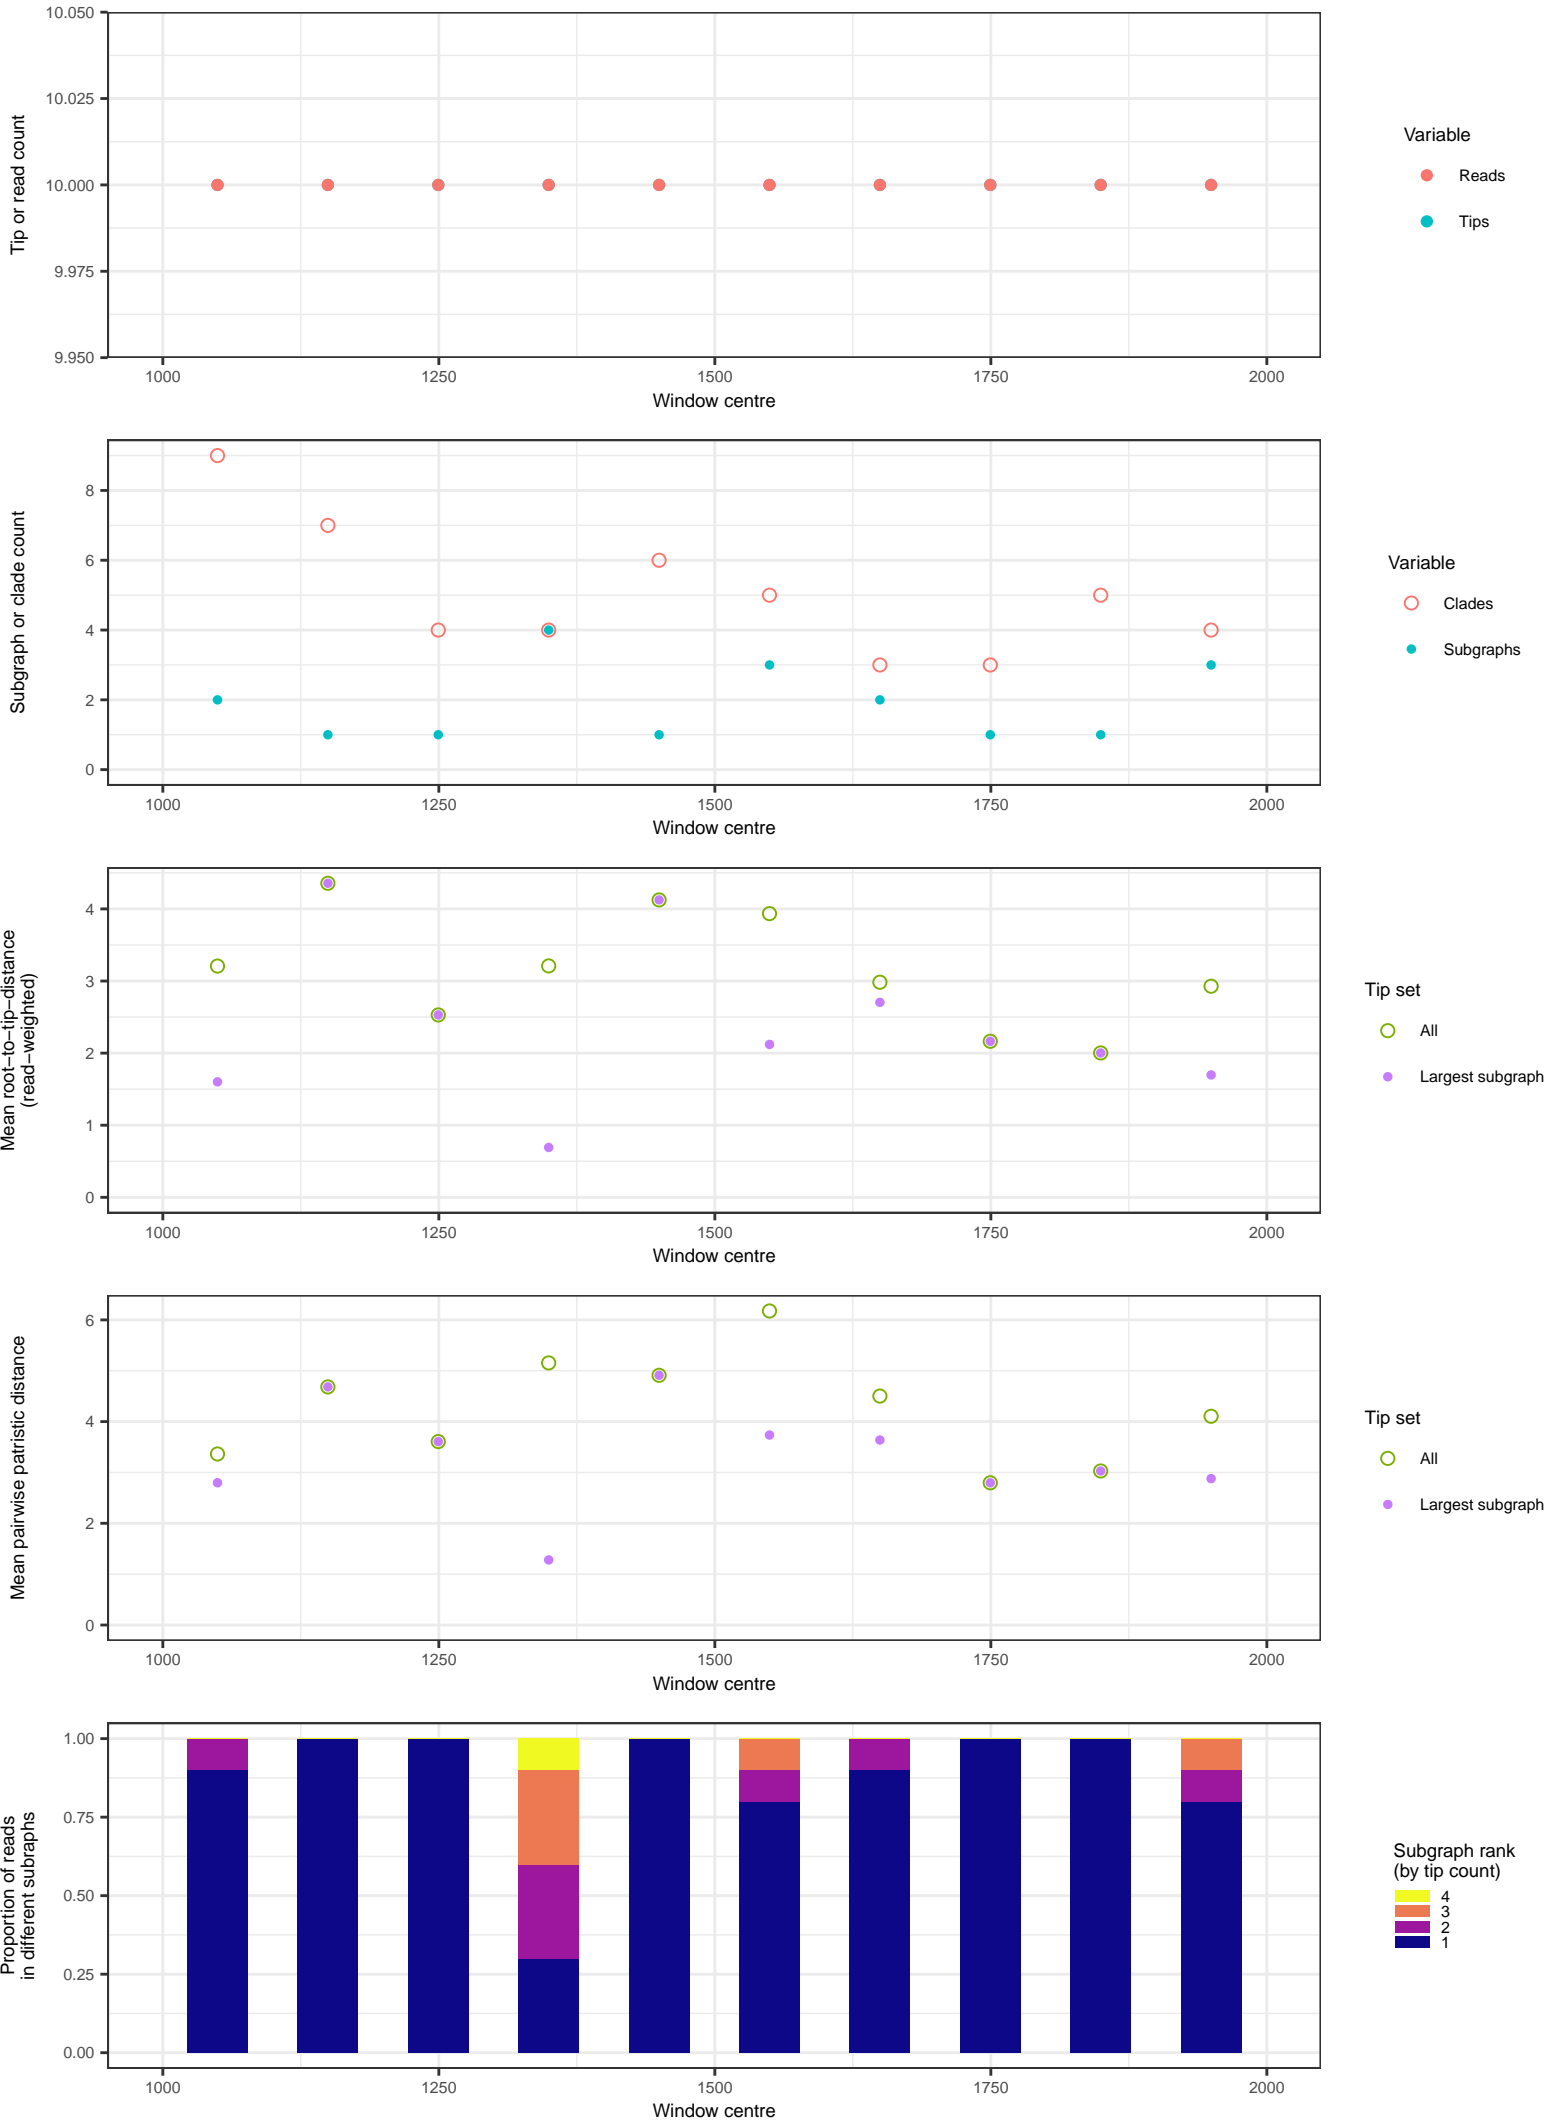 10.050
10.025
10.000
9.975
9.950
Tip or read count
1000 1250 1500 1750 2000
Window centre
Variable
Reads
Tips
8
6
4
2
0
Subgraph or clade count
1000 1250 1500 1750 2000
Window centre
Variable
Clades
Subgraphs
4
3
2
1
0
Mean root−to−tip−distance
(read−weighted)
1000 1250 1500 1750 2000
Window centre
Tip set
All
Largest subgraph
6
4
2
0
Mean pairwise patristic distance
1000 1250 1500 1750 2000
Window centre
Tip set
All
Largest subgraph
1.00
0.75
0.50
0.25
0.00
Proportion of reads
in different subraphs
1000 1250 1500 1750 2000
Window centre
Subgraph rank
(by tip count)
4
3
2
1